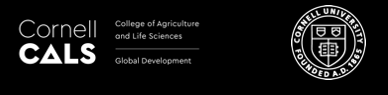 Cornell
CALS
College of Agriculture
and Life Sciences
Global Development
CORNELL UNIVERSITY
FOUNDED A.D. 1865